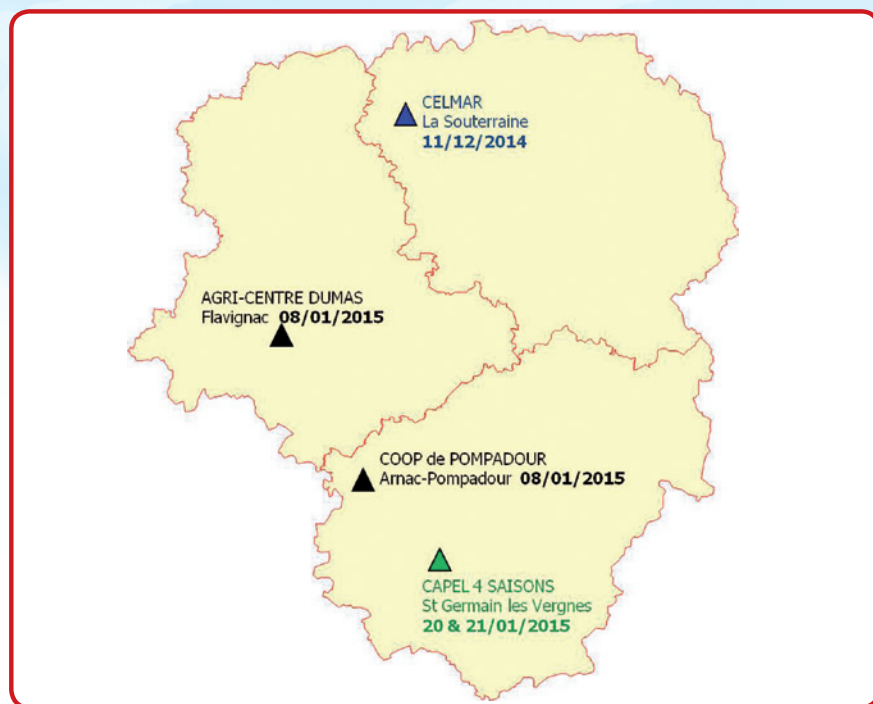 CELMAR
La Souterraine
11/12/2014
AGRI-CENTRE DUMAS
Flavignac 08/01/2015
COOP de POMPADOUR
Arnac-Pompadour 08/01/2015
CAPEL 4 SAISONS
St Germain les Vergnes
20 & 21/01/2015